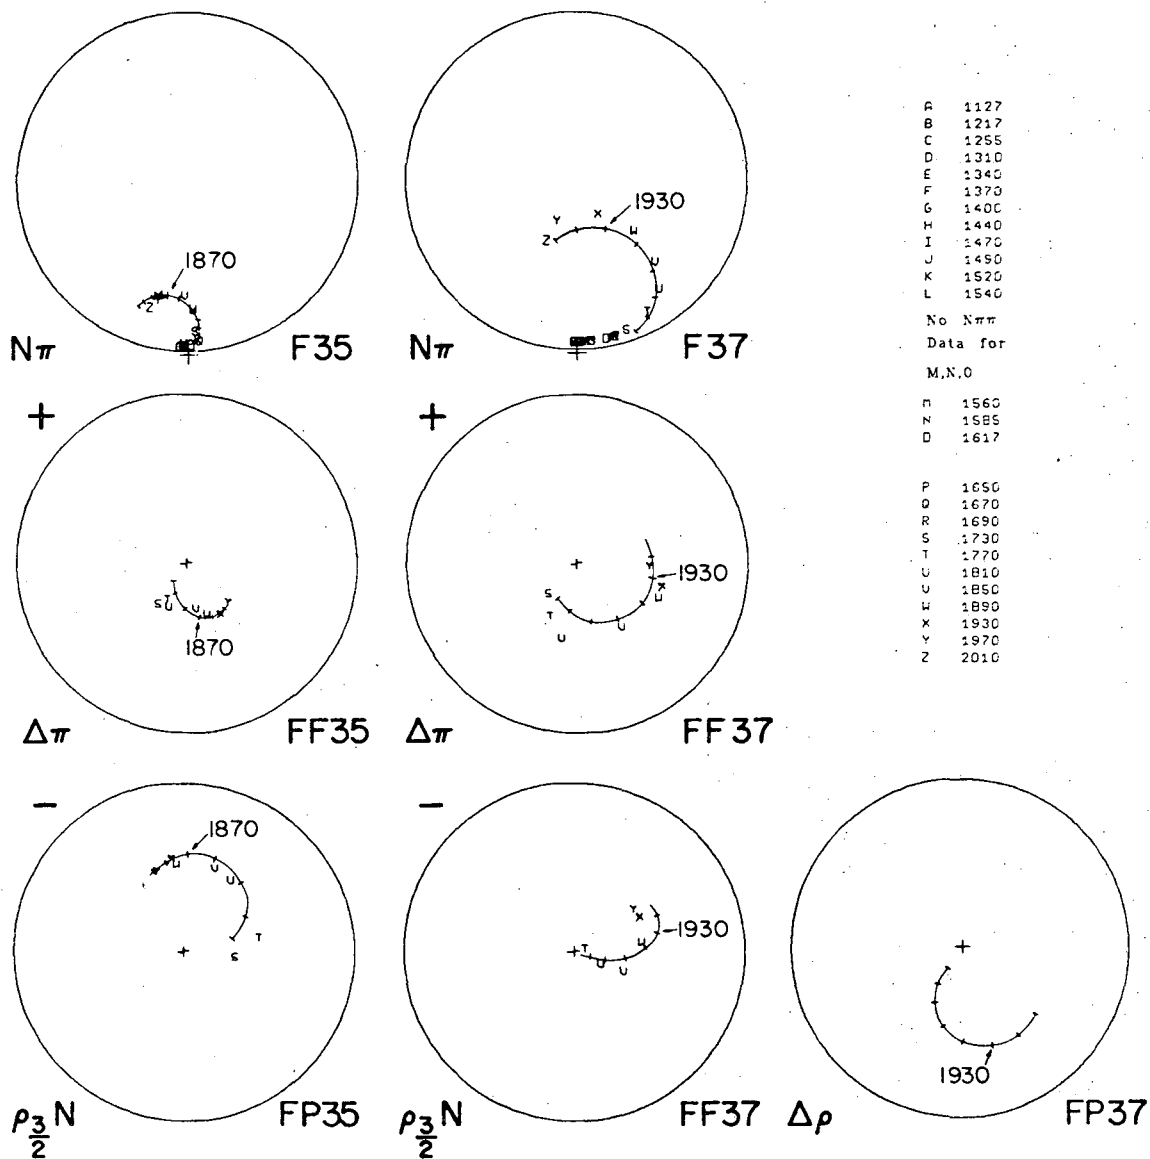 1870
Nπ
F35
1930
Nπ
F37
+
1870
Δπ
FF35
+
1930
Δπ
FF37
−
1870
ρ3/2N
FP35
−
1930
ρ3/2N
FF37
1930
Δρ
FP37
A 1127
B 1217
C 1255
D 1310
E 1340
F 1370
G 1400
H 1440
I 1470
J 1490
K 1520
L 1540
No Nππ
Data for
M,N,O
M 1560
N 1585
O 1617
P 1650
Q 1670
R 1690
S 1730
T 1770
U 1810
V 1850
W 1890
X 1930
Y 1970
Z 2010